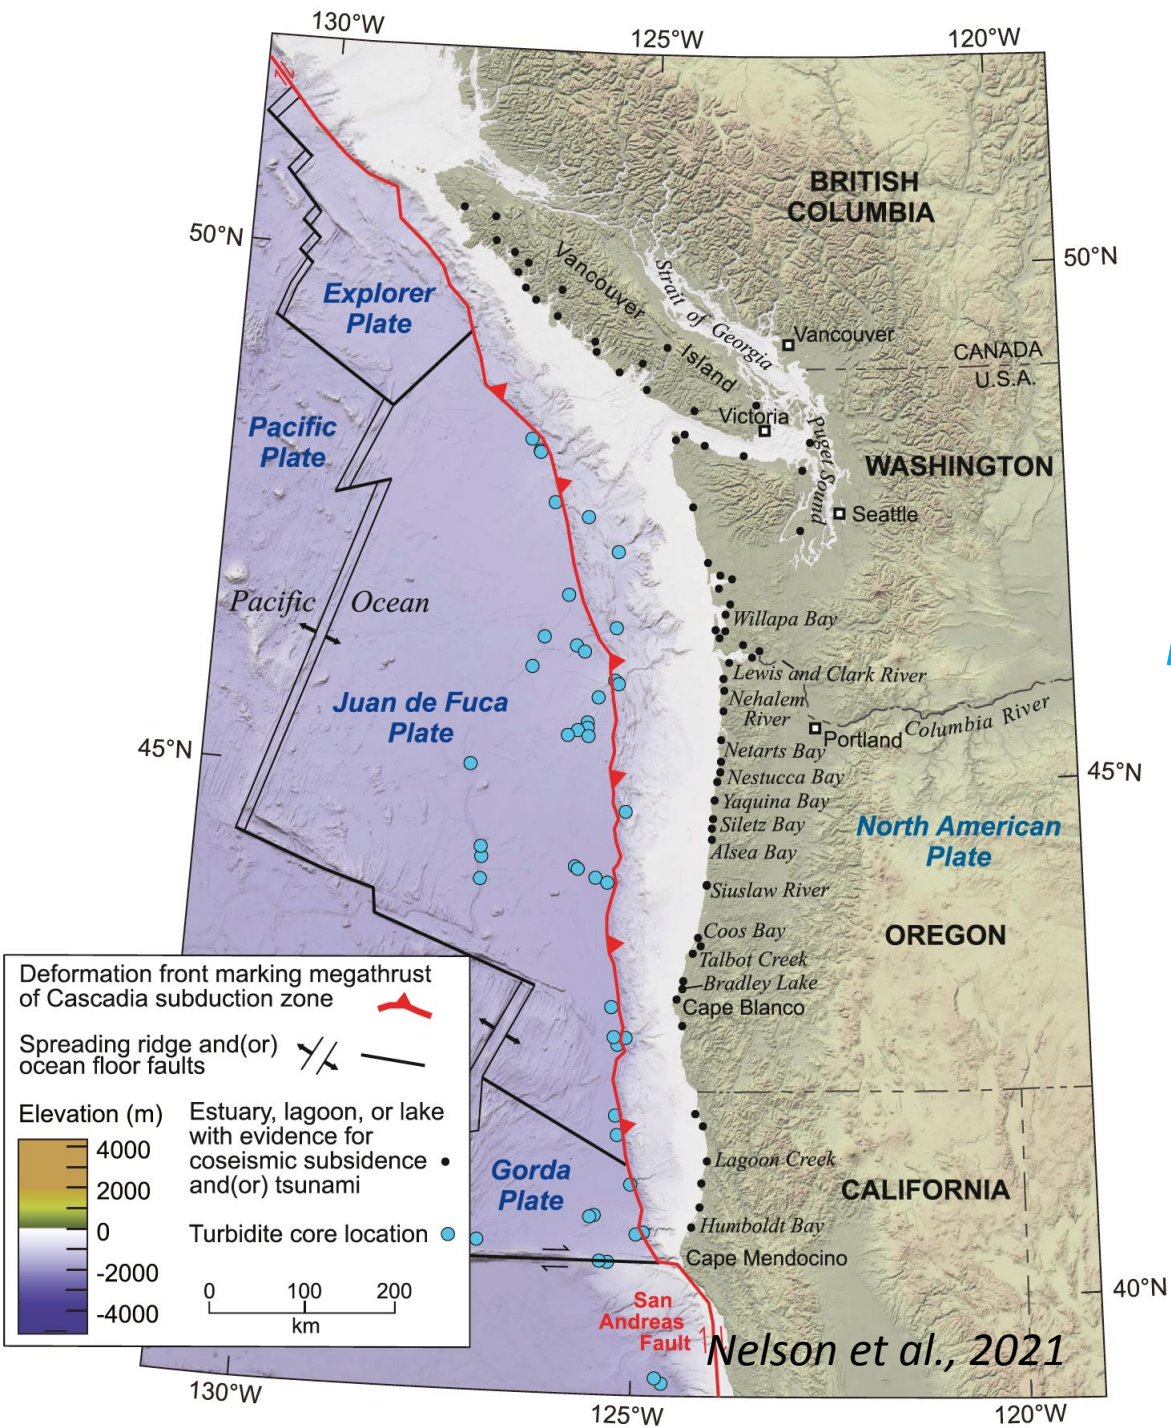 130°W
125°W
120°W
BRITISH
COLUMBIA
50°N
50°N
Vancouver
Island
Strait of Georgia
Explorer
Plate
Vancouver
CANADA
U.S.A.
Pacific
Plate
Victoria
Puget Sound
WASHINGTON
Seattle
Pacific Ocean
Willapa Bay
Lewis and Clark River
Juan de Fuca
Plate
Nehalem
River
Columbia River
Portland
Netarts Bay
45°N
45°N
Nestucca Bay
Yaquina Bay
Siletz Bay
North American
Plate
Alsea Bay
Siuslaw River
Coos Bay
OREGON
Talbot Creek
Bradley Lake
Cape Blanco
Deformation front marking megathrust
of Cascadia subduction zone
Spreading ridge and(or)
ocean floor faults
Elevation (m)
4000
2000
0
-2000
-4000
Estuary, lagoon, or lake
with evidence for
coseismic subsidence
and(or) tsunami
Turbidite core location
0 100 200
km
Gorda
Plate
Lagoon Creek
CALIFORNIA
Humboldt Bay
Cape Mendocino
40°N
San
Andreas
Fault
Nelson et al., 2021
130°W
125°W
120°W